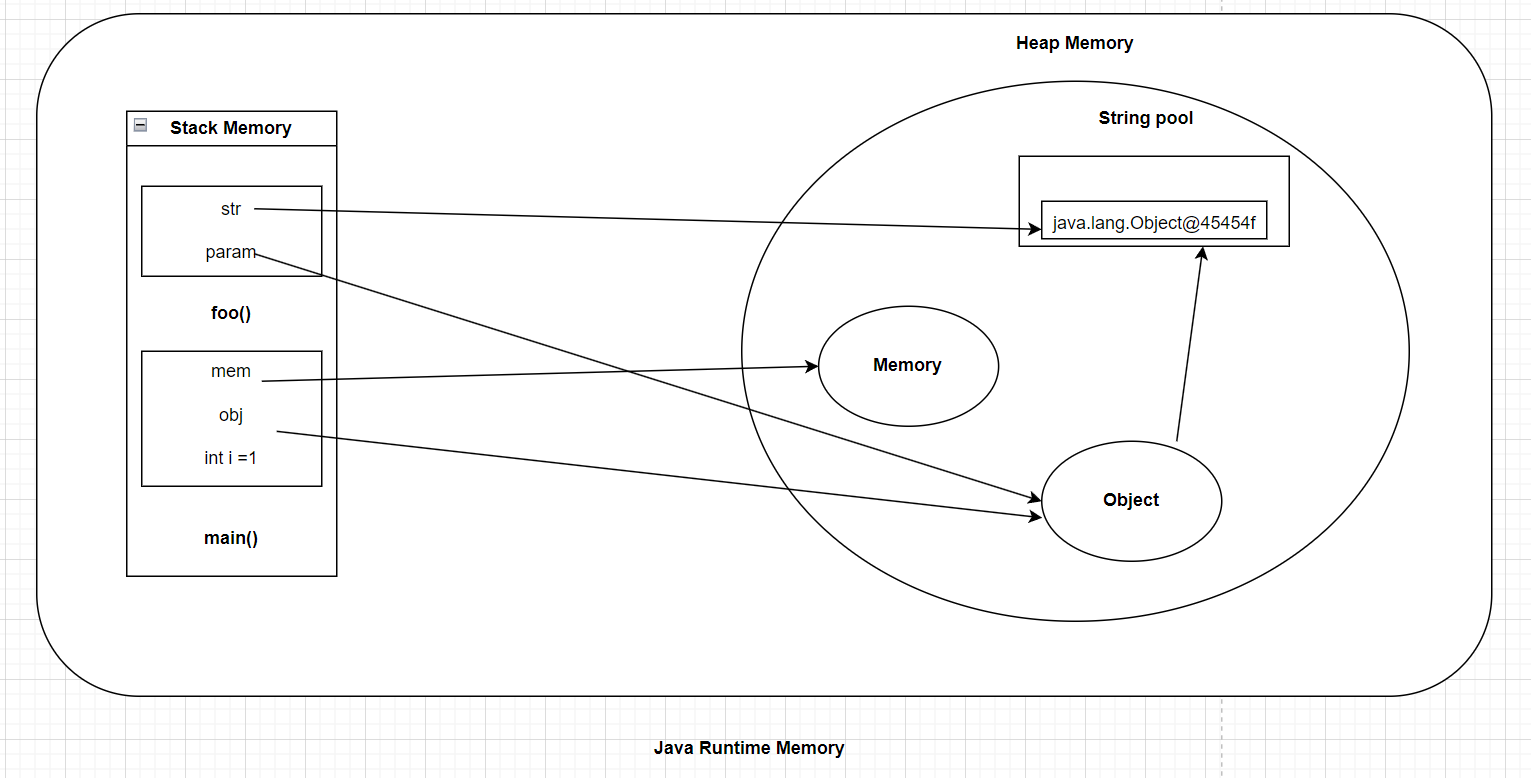 Heap Memory
Stack Memory
String pool
str
java.lang.Object@45454f
param
foo()
mem
Memory
obj
int i =1
Object
main()
Java Runtime Memory